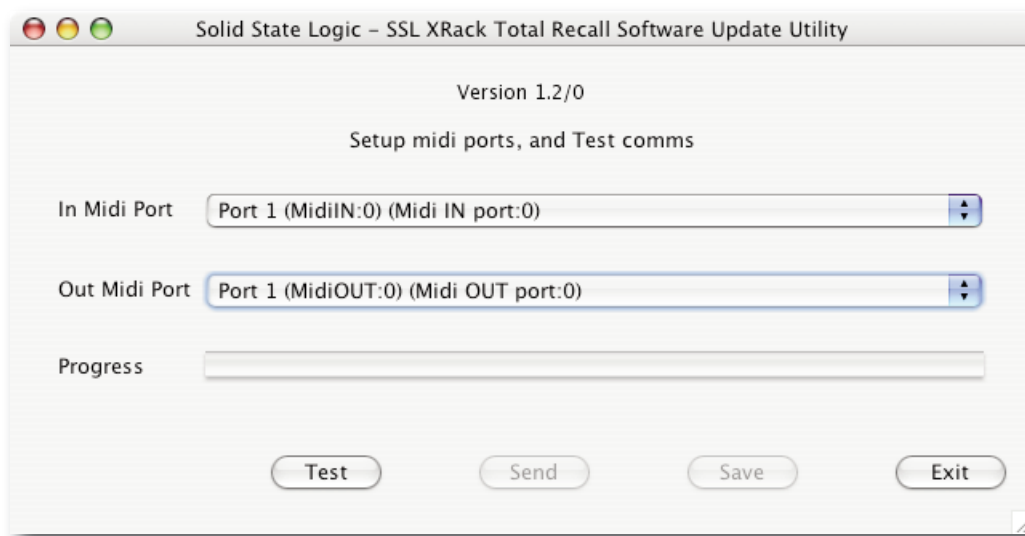 Solid State Logic – SSL XRack Total Recall Software Update Utility
Version 1.2/0
Setup midi ports, and Test comms
In Midi Port Port 1 (MidiIN:0) (Midi IN port:0)
Out Midi Port Port 1 (MidiOUT:0) (Midi OUT port:0)
Progress
Test Send Save Exit